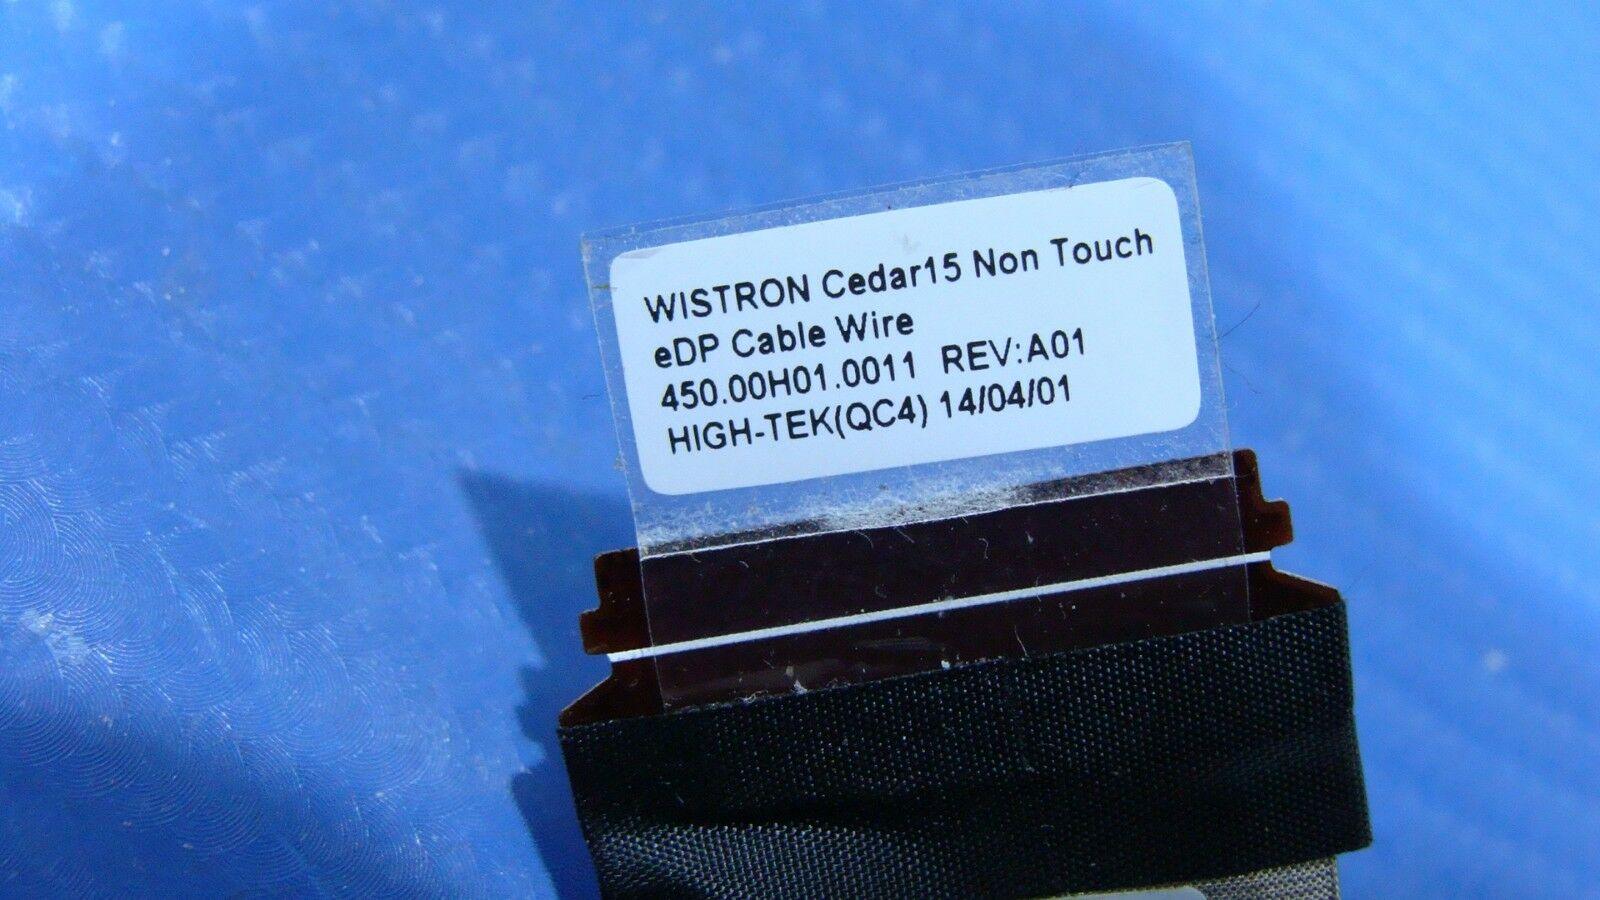 WISTRON Cedar15 Non Touch
eDP Cable Wire
450.00H01.0011 REV:A01
HIGH-TEK(QC4) 14/04/01